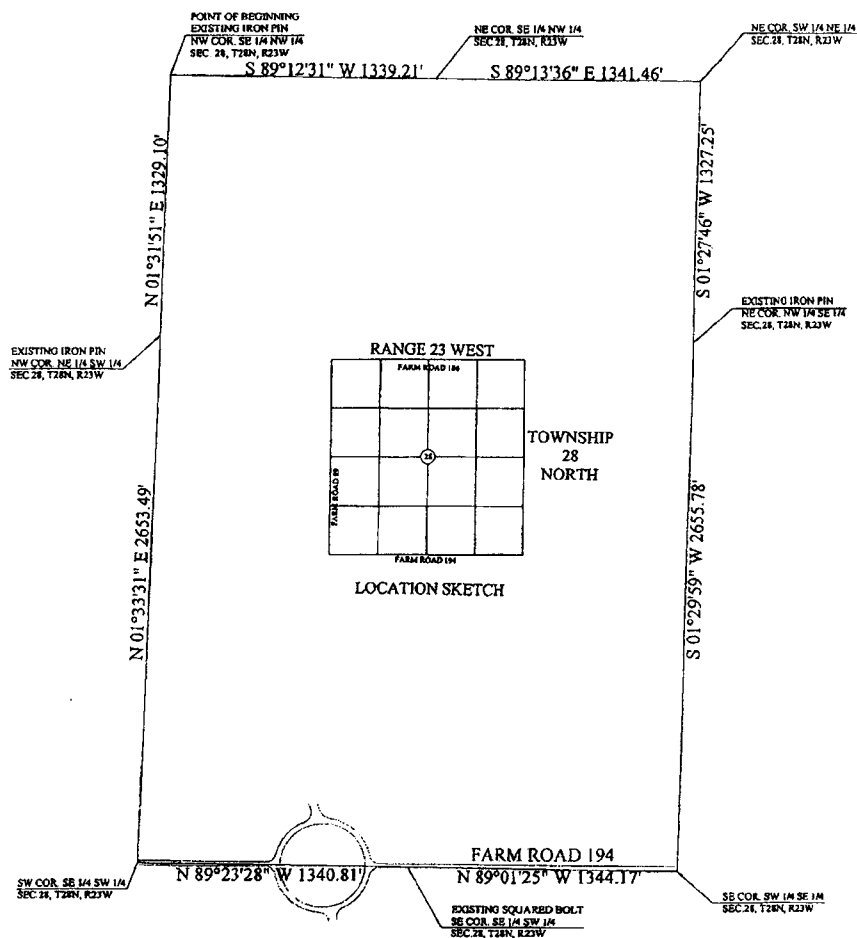 POINT OF BEGINNING
EXISTING IRON PIN
NW COR. SE 1/4 NW 1/4
SEC. 28, T28N, R23W
NE COR. SE 1/4 NW 1/4
SEC 28, T28N, R23W
NE COR. SW 1/4 NE 1/4
SEC.28, T28N, R23W
S 89°12'31" W 1339.21'
S 89°13'36" E 1341.46'
N 01°31'51" E 1329.10'
S 01°27'46" W 1327.25'
EXISTING IRON PIN
NE COR. NW 1/4 SE 1/4
SEC.28, T28N, R23W
EXISTING IRON PIN
NW COR. NE 1/4 SW 1/4
SEC 28, T28N, R23W
RANGE 23 WEST
FARM ROAD 186
TOWNSHIP
28
NORTH
28
FARM ROAD 89
FARM ROAD 194
LOCATION SKETCH
N 01°33'31" E 2653.49'
S 01°29'59" W 2655.78'
FARM ROAD 194
N 89°23'28" W 1340.81'
N 89°01'25" W 1344.17'
SW COR. SE 1/4 SW 1/4
SEC.28, T28N, R23W
EXISTING SQUARED BOLT
SE COR. SE 1/4 SW 1/4
SEC.28, T28N, R23W
SE COR. SW 1/4 SE 1/4
SEC.28, T28N, R23W